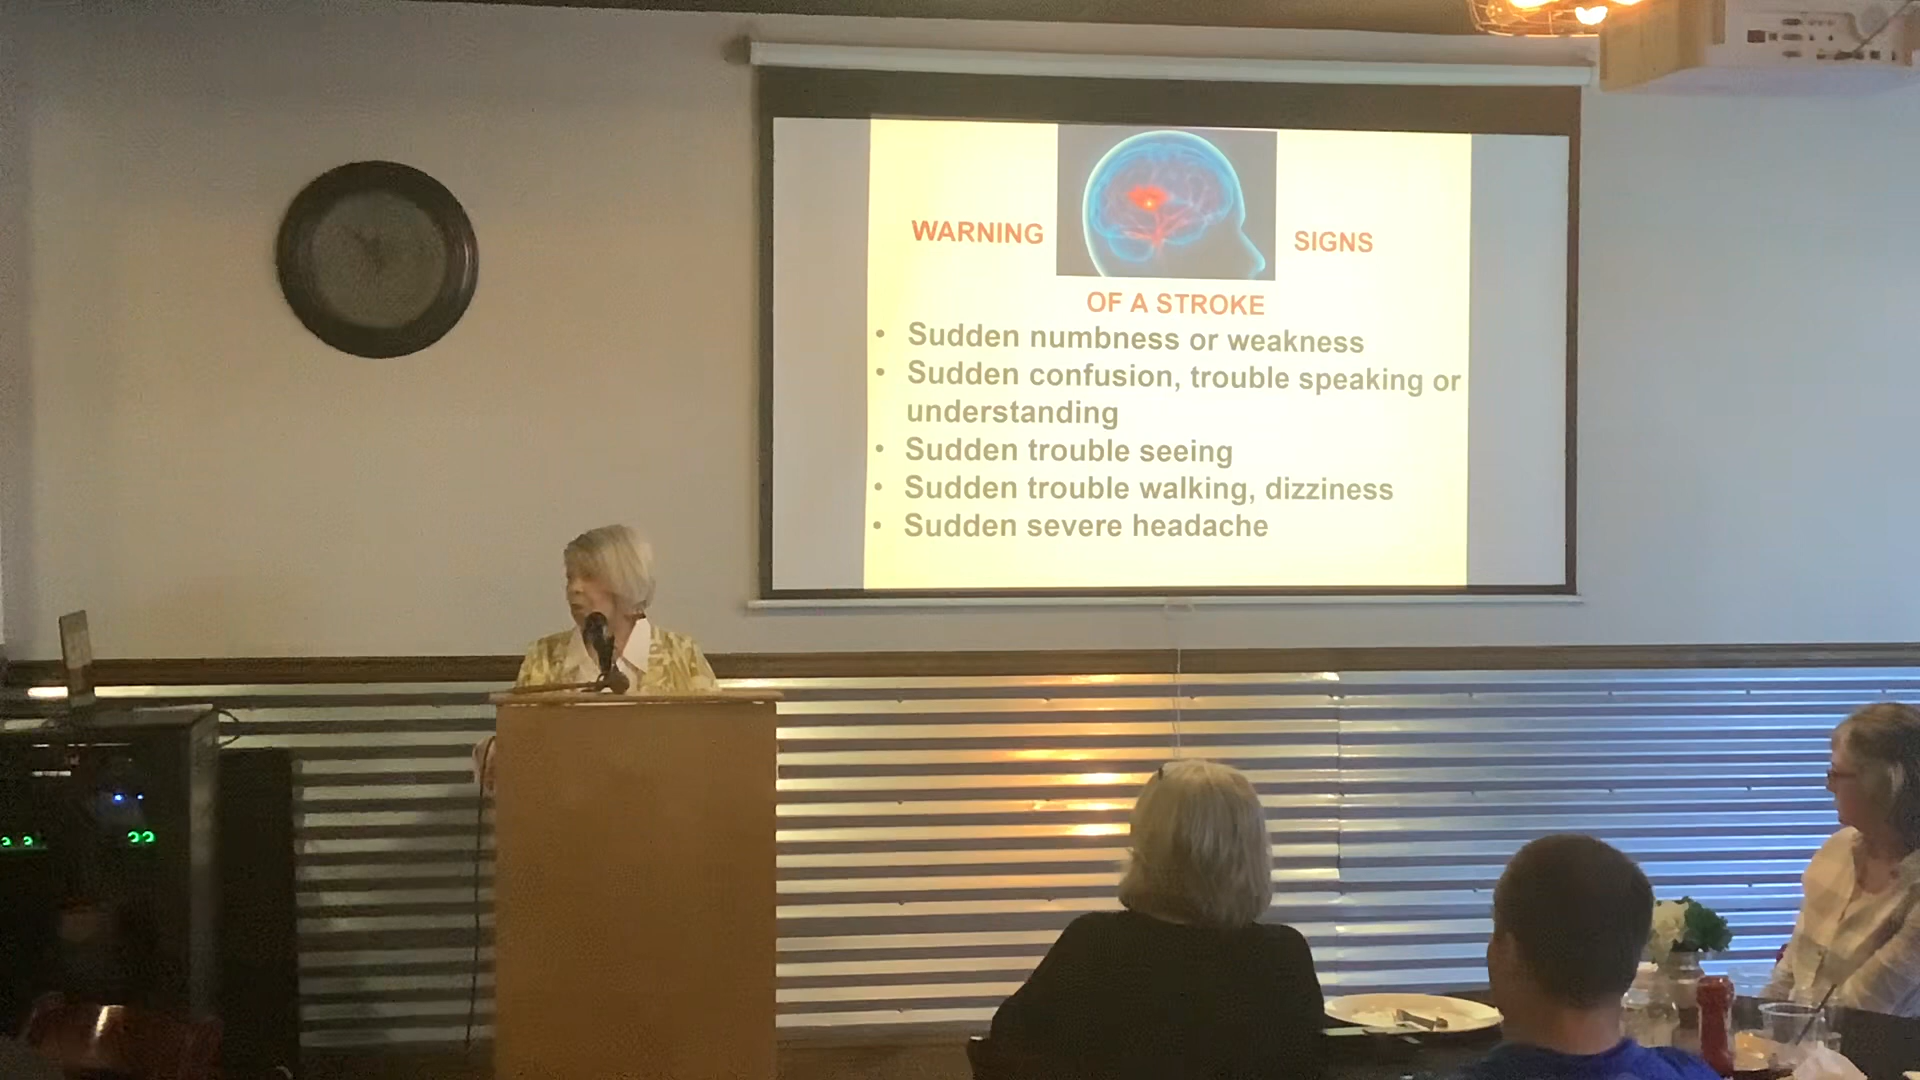 WARNING SIGNS
OF A STROKE
• Sudden numbness or weakness
• Sudden confusion, trouble speaking or
understanding
• Sudden trouble seeing
• Sudden trouble walking, dizziness
• Sudden severe headache